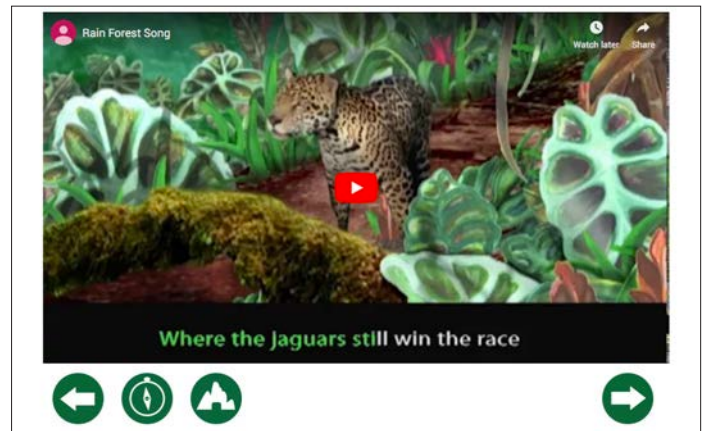 Rain Forest Song
Watch later Share
Where the Jaguars still win the race